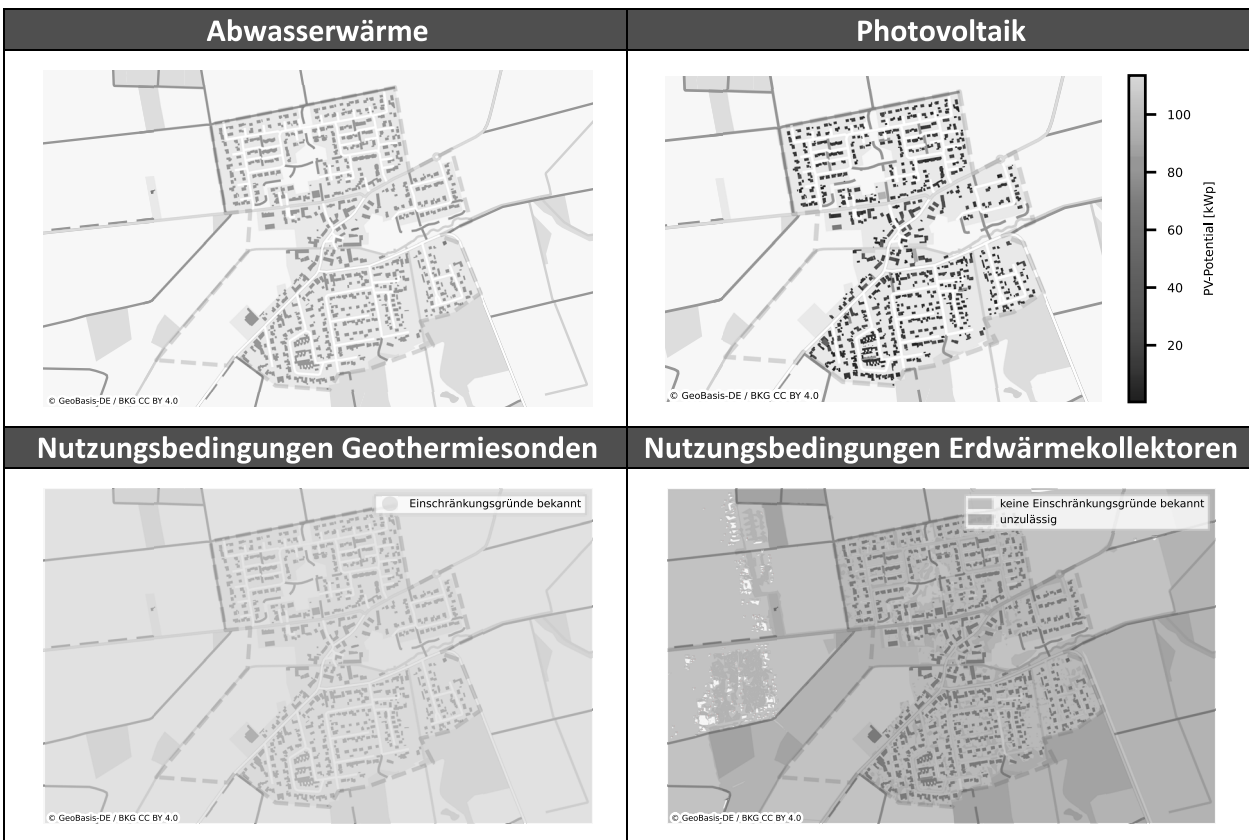 Abwasserwärme
Photovoltaik
© GeoBasis-DE / BKG CC BY 4.0
© GeoBasis-DE / BKG CC BY 4.0
100
80
60
40
20
PV-Potential [kWp]
Nutzungsbedingungen Geothermiesonden
Nutzungsbedingungen Erdwärmekollektoren
Einschränkungsgründe bekannt
© GeoBasis-DE / BKG CC BY 4.0
keine Einschränkungsgründe bekannt
unzulässig
© GeoBasis-DE / BKG CC BY 4.0